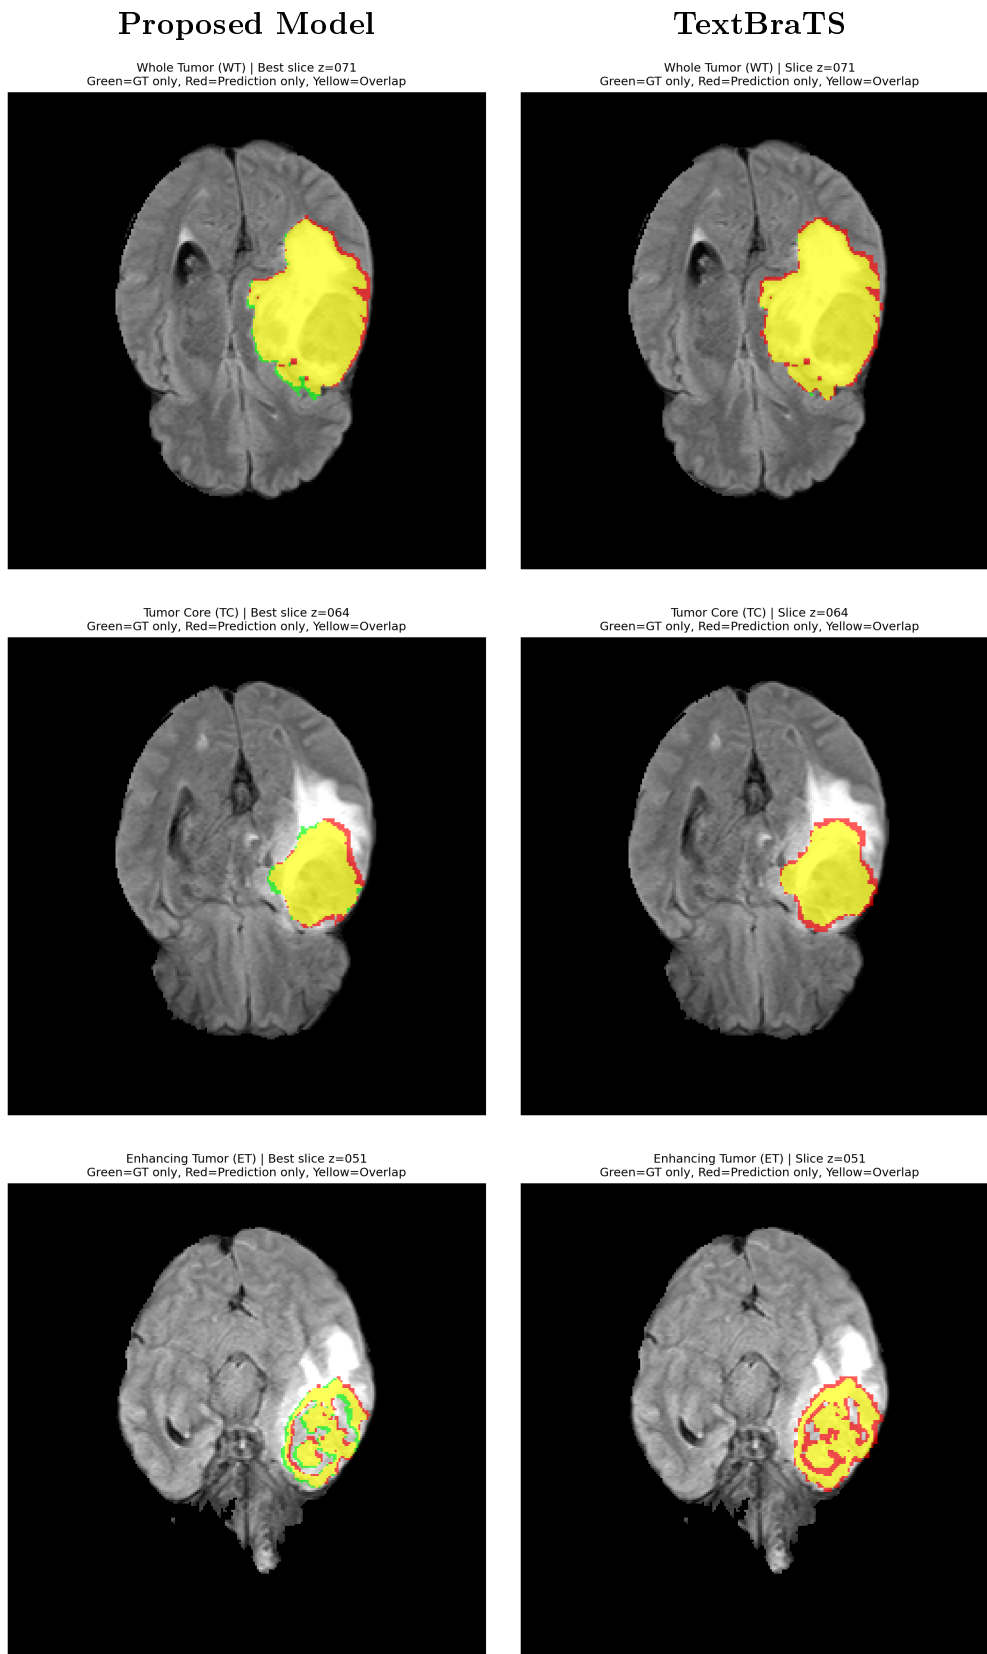 Proposed Model
TextBraTS
Whole Tumor (WT) | Best slice z=071
Green=GT only, Red=Prediction only, Yellow=Overlap
Whole Tumor (WT) | Slice z=071
Green=GT only, Red=Prediction only, Yellow=Overlap
Tumor Core (TC) | Best slice z=064
Green=GT only, Red=Prediction only, Yellow=Overlap
Tumor Core (TC) | Slice z=064
Green=GT only, Red=Prediction only, Yellow=Overlap
Enhancing Tumor (ET) | Best slice z=051
Green=GT only, Red=Prediction only, Yellow=Overlap
Enhancing Tumor (ET) | Slice z=051
Green=GT only, Red=Prediction only, Yellow=Overlap